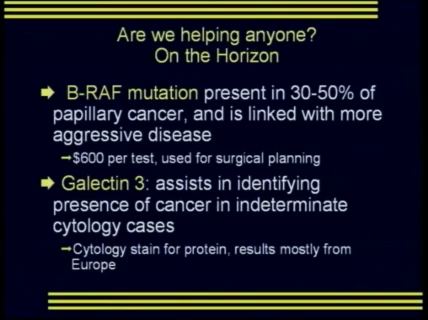 Are we helping anyone?
On the Horizon
B-RAF mutation present in 30-50% of
papillary cancer, and is linked with more
aggressive disease
$600 per test, used for surgical planning
Galectin 3: assists in identifying
presence of cancer in indeterminate
cytology cases
Cytology stain for protein, results mostly from
Europe